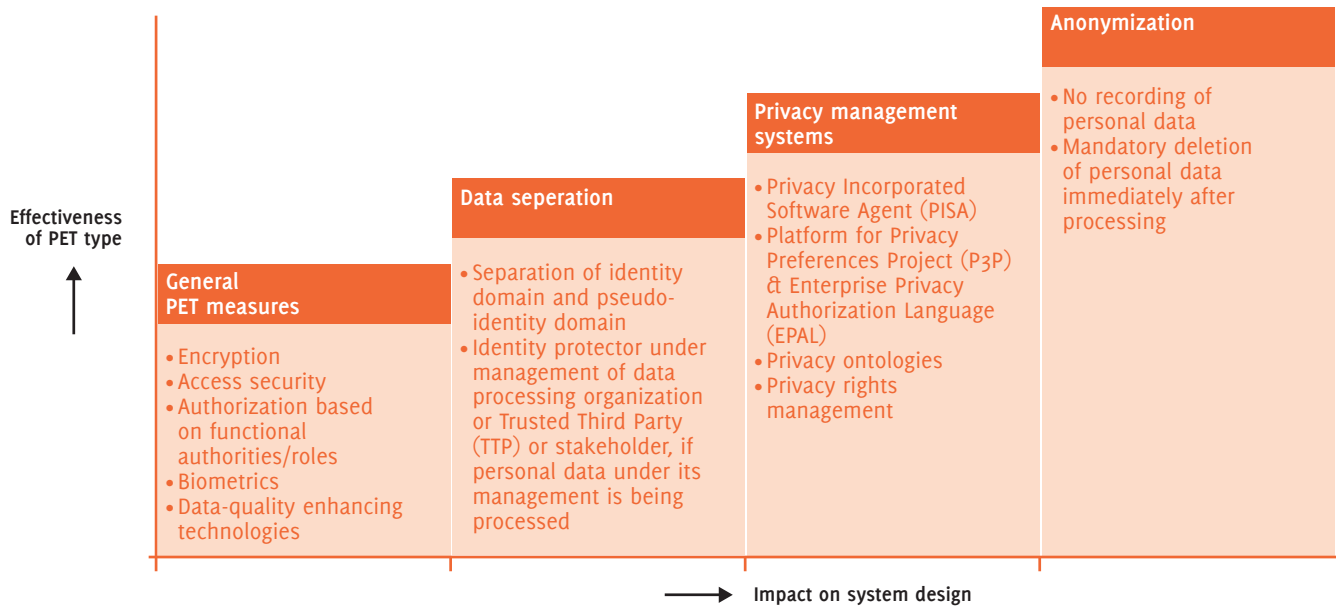 Effectiveness
of PET type
General
PET measures
• Encryption
• Access security
• Authorization based
on functional
authorities/roles
• Biometrics
• Data-quality enhancing
technologies
Data seperation
• Separation of identity
domain and pseudo-
identity domain
• Identity protector under
management of data
processing organization
or Trusted Third Party
(TTP) or stakeholder, if
personal data under its
management is being
processed
Privacy management
systems
• Privacy Incorporated
Software Agent (PISA)
• Platform for Privacy
Preferences Project (P3P)
& Enterprise Privacy
Authorization Language
(EPAL)
• Privacy ontologies
• Privacy rights
management
Anonymization
• No recording of
personal data
• Mandatory deletion
of personal data
immediately after
processing
Impact on system design